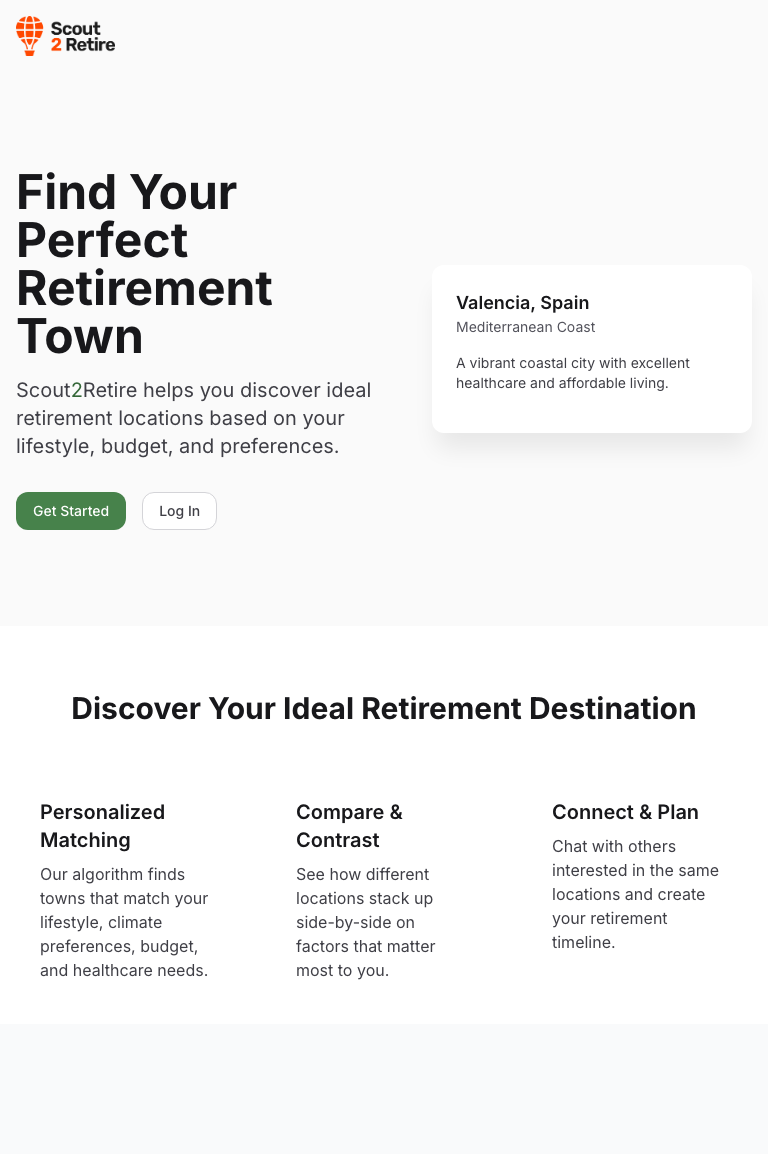 Scout
2 Retire
Find Your
Perfect
Retirement
Town
Scout2Retire helps you discover ideal
retirement locations based on your
lifestyle, budget, and preferences.
Get Started
Log In
Valencia, Spain
Mediterranean Coast
A vibrant coastal city with excellent
healthcare and affordable living.
Discover Your Ideal Retirement Destination
Personalized
Matching
Our algorithm finds
towns that match your
lifestyle, climate
preferences, budget,
and healthcare needs.
Compare &
Contrast
See how different
locations stack up
side-by-side on
factors that matter
most to you.
Connect & Plan
Chat with others
interested in the same
locations and create
your retirement
timeline.